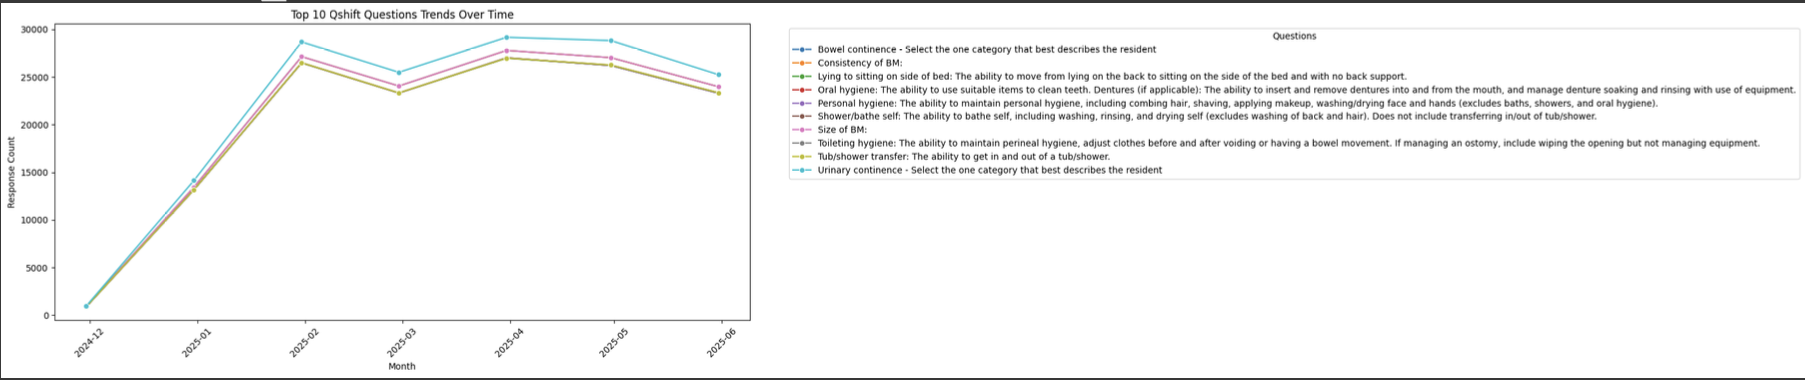 Top 10 Qshift Questions Trends Over Time
30000
25000
20000
15000
10000
5000
0
Response Count
2024-12
2025-01
2025-02
2025-03
2025-04
2025-05
2025-06
Month
Questions
Bowel continence - Select the one category that best describes the resident
Consistency of BM:
Lying to sitting on side of bed: The ability to move from lying on the back to sitting on the side of the bed and with no back support.
Oral hygiene: The ability to use suitable items to clean teeth. Dentures (if applicable): The ability to insert and remove dentures into and from the mouth, and manage denture soaking and rinsing with use of equipment.
Personal hygiene: The ability to maintain personal hygiene, including combing hair, shaving, applying makeup, washing/drying face and hands (excludes baths, showers, and oral hygiene).
Shower/bathe self: The ability to bathe self, including washing, rinsing, and drying self (excludes washing of back and hair). Does not include transferring in/out of tub/shower.
Size of BM:
Toileting hygiene: The ability to maintain perineal hygiene, adjust clothes before and after voiding or having a bowel movement. If managing an ostomy, include wiping the opening but not managing equipment.
Tub/shower transfer: The ability to get in and out of a tub/shower.
Urinary continence - Select the one category that best describes the resident